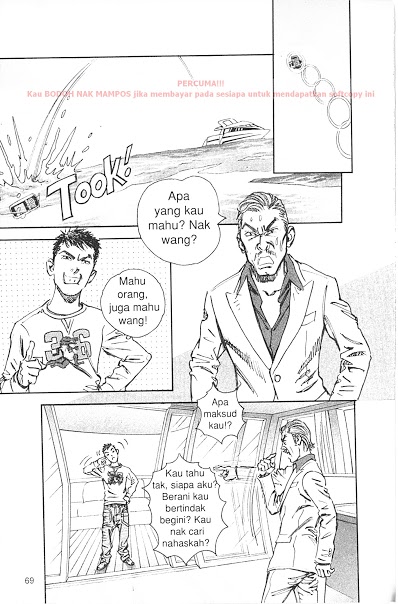 PERCUMA!!!
Kau BODOH NAK MAMPOS jika membayar pada sesiapa untuk mendapatkan softcopy ini
TOOK!
Apa
yang kau
mahu? Nak
wang?
Mahu
orang,
juga mahu
wang!
36
Apa
maksud
kau!?
Kau tahu
tak, siapa aku?
Berani kau
bertindak
begini? Kau
nak cari
nahaskah?
69